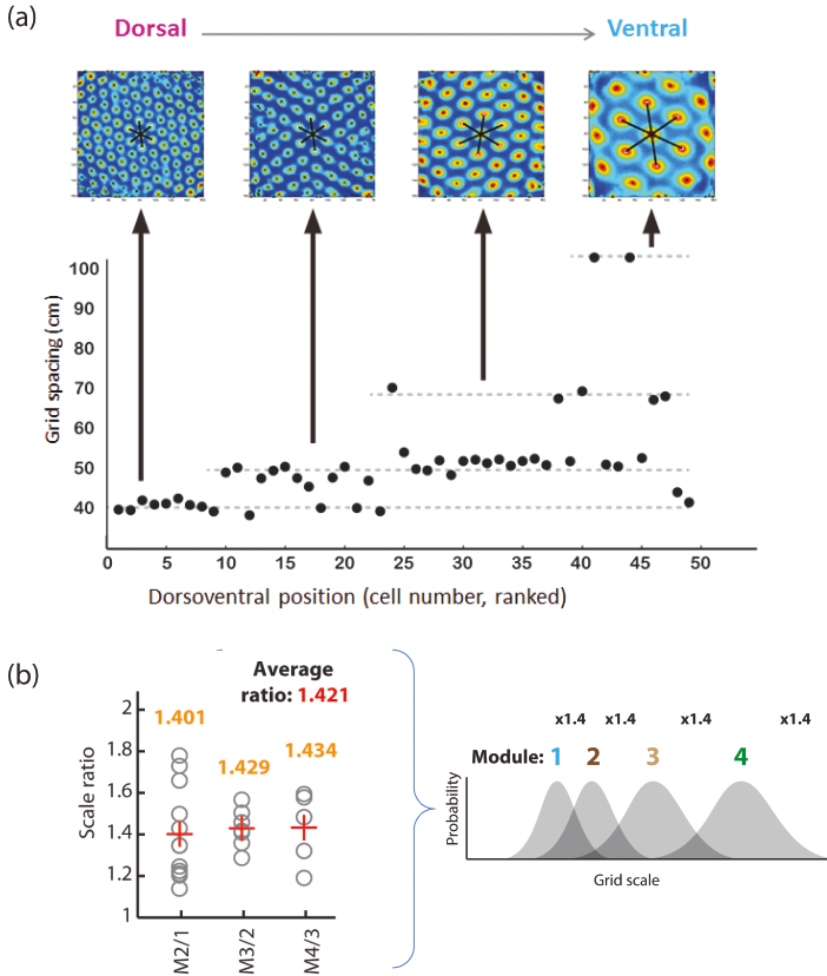 (a)
Dorsal
Ventral
Grid spacing (cm)
100
90
80
70
60
50
40
0 5 10 15 20 25 30 35 40 45 50
Dorsoventral position (cell number, ranked)
(b)
Average
ratio: 1.421
Scale ratio
2
1.8
1.6
1.4
1.2
1
1.401
1.429
1.434
M2/1
M3/2
M4/3
x1.4 x1.4 x1.4 x1.4
Module: 1 2 3 4
Probability
Grid scale